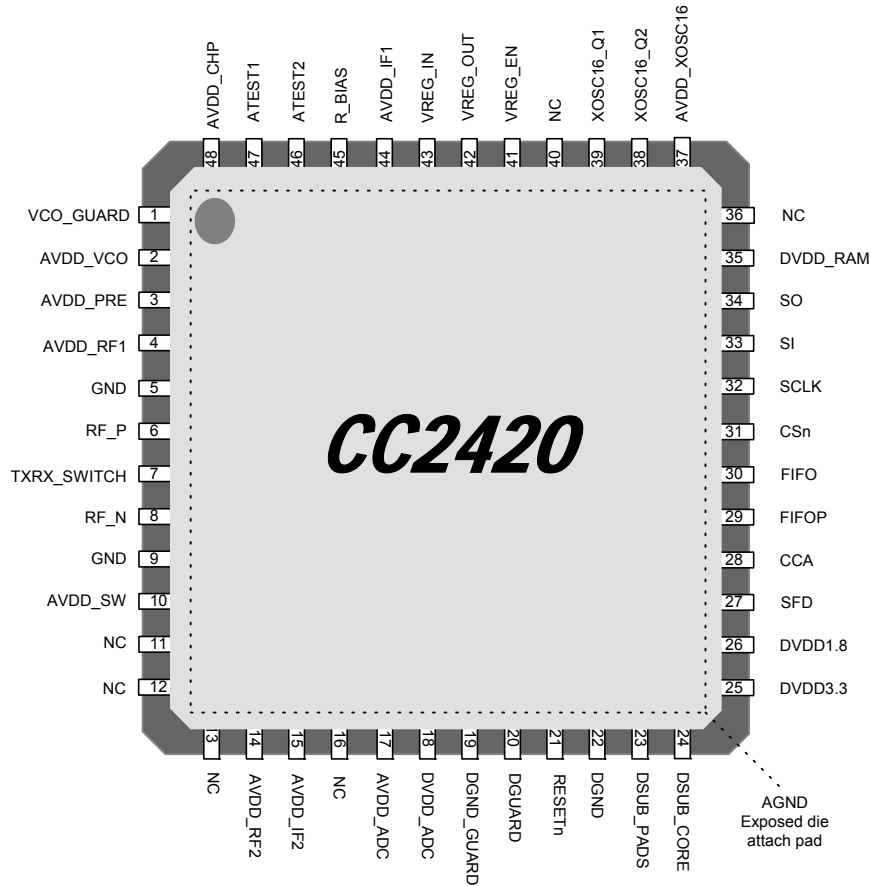 AVDD_CHP
ATEST1
ATEST2
R_BIAS
AVDD_IF1
VREG_IN
VREG_OUT
VREG_EN
NC
XOSC16_Q1
XOSC16_Q2
AVDD_XOSC16
48
47
46
45
44
43
42
41
40
39
38
37
VCO_GUARD 1
AVDD_VCO 2
AVDD_PRE 3
AVDD_RF1 4
GND 5
RF_P 6
TXRX_SWITCH 7
RF_N 8
GND 9
AVDD_SW 10
NC 11
NC 12
CC2420
36 NC
35 DVDD_RAM
34 SO
33 SI
32 SCLK
31 CSn
30 FIFO
29 FIFOP
28 CCA
27 SFD
26 DVDD1.8
25 DVDD3.3
13
14
15
16
17
18
19
20
21
22
23
24
NC
AVDD_RF2
AVDD_IF2
NC
AVDD_ADC
DVDD_ADC
DGND_GUARD
DGUARD
RESETn
DGND
DSUB_PADS
DSUB_CORE
AGND
Exposed die
attach pad